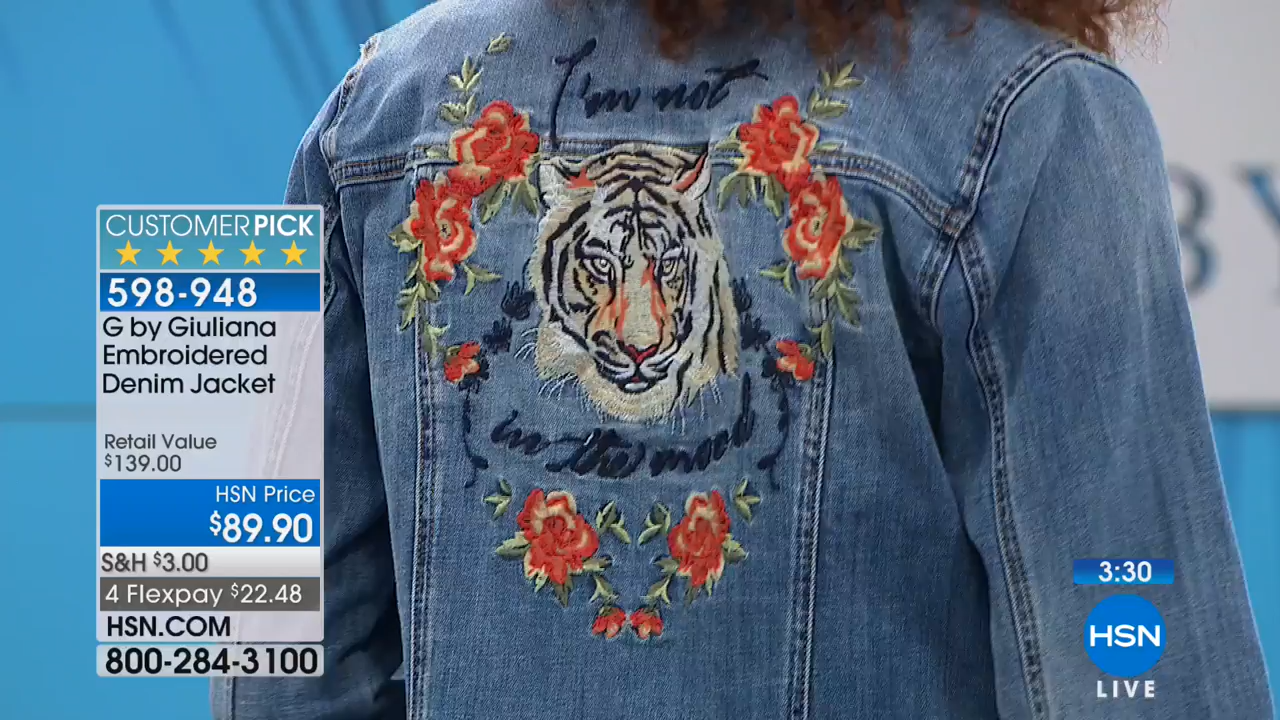 I'm not
in the mood
CUSTOMER PICK
598-948
G by Giuliana
Embroidered
Denim Jacket
Retail Value
$139.00
HSN Price
$89.90
S&H $3.00
4 Flexpay $22.48
HSN.COM
800-284-3100
BY
3:30
HSN
LIVE